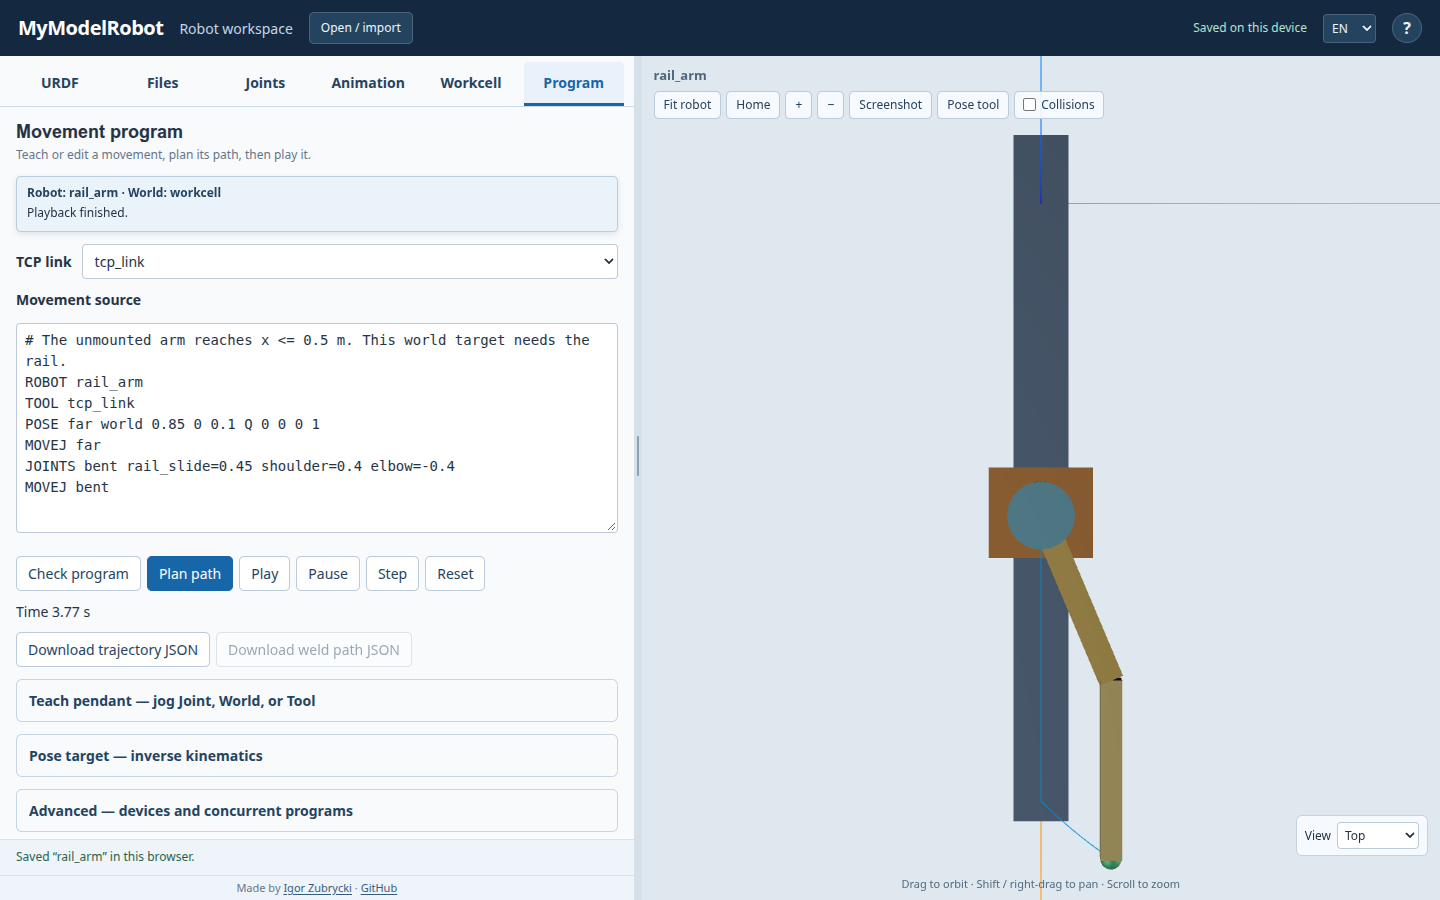 MyModelRobot
Robot workspace
Open / import
Saved on this device
EN
?
URDF
Files
Joints
Animation
Workcell
Program
Movement program
Teach or edit a movement, plan its path, then play it.
Robot: rail_arm · World: workcell
Playback finished.
TCP link
tcp_link
Movement source
# The unmounted arm reaches x <= 0.5 m. This world target needs the
rail.
ROBOT rail_arm
TOOL tcp_link
POSE far world 0.85 0 0.1 Q 0 0 0 1
MOVEJ far
JOINTS bent rail_slide=0.45 shoulder=0.4 elbow=-0.4
MOVEJ bent
Check program
Plan path
Play
Pause
Step
Reset
Time 3.77 s
Download trajectory JSON
Download weld path JSON
Teach pendant — jog Joint, World, or Tool
Pose target — inverse kinematics
Advanced — devices and concurrent programs
Saved “rail_arm” in this browser.
Made by Igor Zubrycki · GitHub
rail_arm
Fit robot
Home
+
−
Screenshot
Pose tool
Collisions
View
Top
Drag to orbit · Shift / right-drag to pan · Scroll to zoom